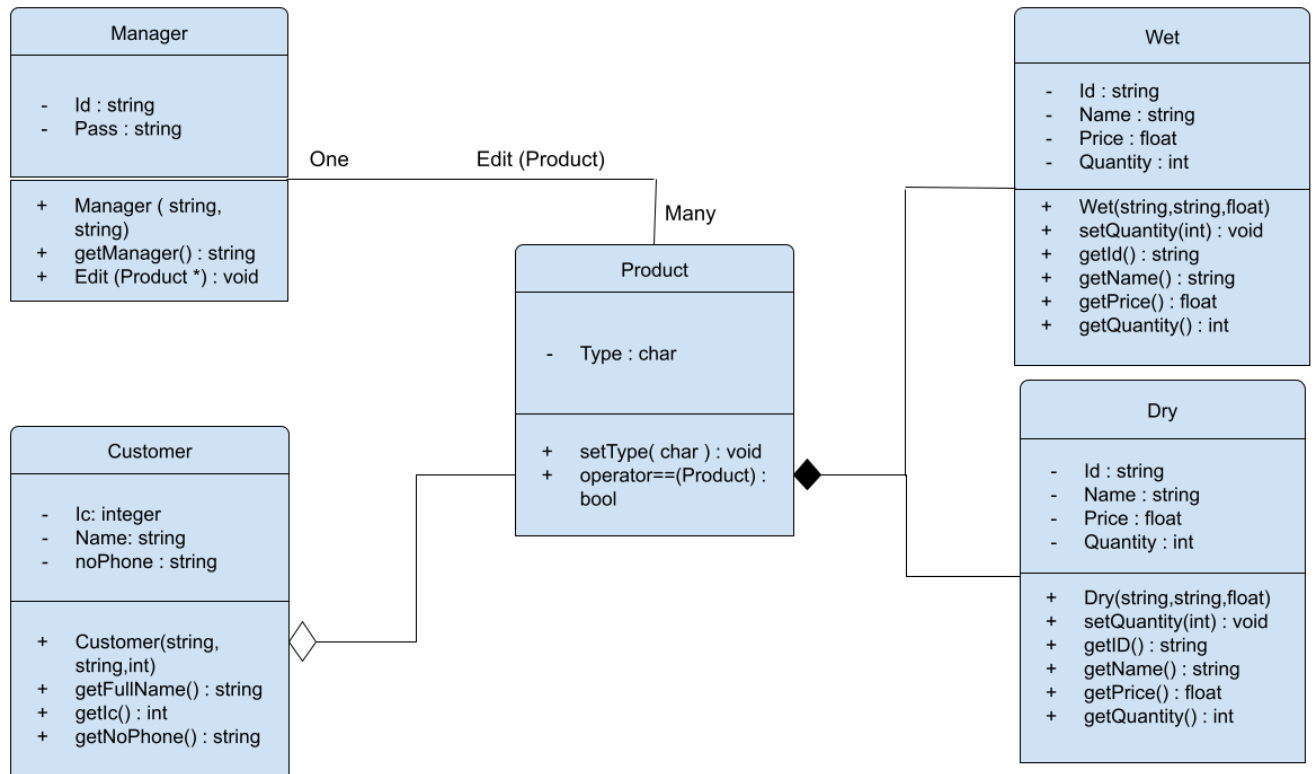 Manager
- Id : string
- Pass : string
+ Manager ( string,
string)
+ getManager() : string
+ Edit (Product *) : void
One
Edit (Product)
Many
Product
- Type : char
+ setType( char ) : void
+ operator==(Product) :
bool
Customer
- Ic: integer
- Name: string
- noPhone : string
+ Customer(string,
string,int)
+ getFullName() : string
+ getIc() : int
+ getNoPhone() : string
Wet
- Id : string
- Name : string
- Price : float
- Quantity : int
+ Wet(string,string,float)
+ setQuantity(int) : void
+ getId() : string
+ getName() : string
+ getPrice() : float
+ getQuantity() : int
Dry
- Id : string
- Name : string
- Price : float
- Quantity : int
+ Dry(string,string,float)
+ setQuantity(int) : void
+ getID() : string
+ getName() : string
+ getPrice() : float
+ getQuantity() : int